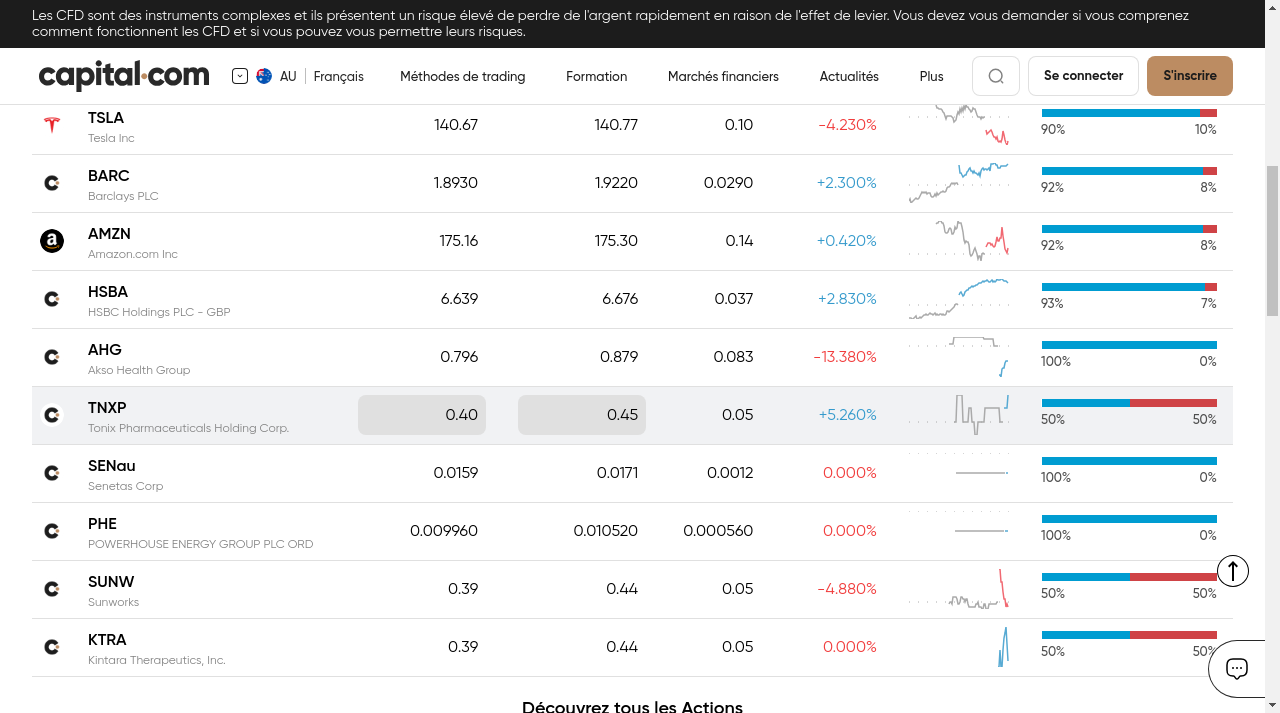 Les CFD sont des instruments complexes et ils présentent un risque élevé de perdre de l'argent rapidement en raison de l'effet de levier. Vous devez vous demander si vous comprenez
comment fonctionnent les CFD et si vous pouvez vous permettre leurs risques.
capital.com AU Français Méthodes de trading Formation Marchés financiers Actualités Plus Se connecter S'inscrire
TSLA 140.67 140.77 0.10 -4.230%
Tesla Inc 90% 10%
BARC 1.8930 1.9220 0.0290 +2.300%
Barclays PLC 92% 8%
AMZN 175.16 175.30 0.14 +0.420%
Amazon.com Inc 92% 8%
HSBA 6.639 6.676 0.037 +2.830%
HSBC Holdings PLC - GBP 93% 7%
AHG 0.796 0.879 0.083 -13.380%
Akso Health Group 100% 0%
TNXP 0.40 0.45 0.05 +5.260%
Tonix Pharmaceuticals Holding Corp. 50% 50%
SENau 0.0159 0.0171 0.0012 0.000%
Senetas Corp 100% 0%
PHE 0.009960 0.010520 0.000560 0.000%
POWERHOUSE ENERGY GROUP PLC ORD 100% 0%
SUNW 0.39 0.44 0.05 -4.880%
Sunworks 50% 50%
KTRA 0.39 0.44 0.05 0.000%
Kintara Therapeutics, Inc. 50% 50%
Découvrez tous les Actions